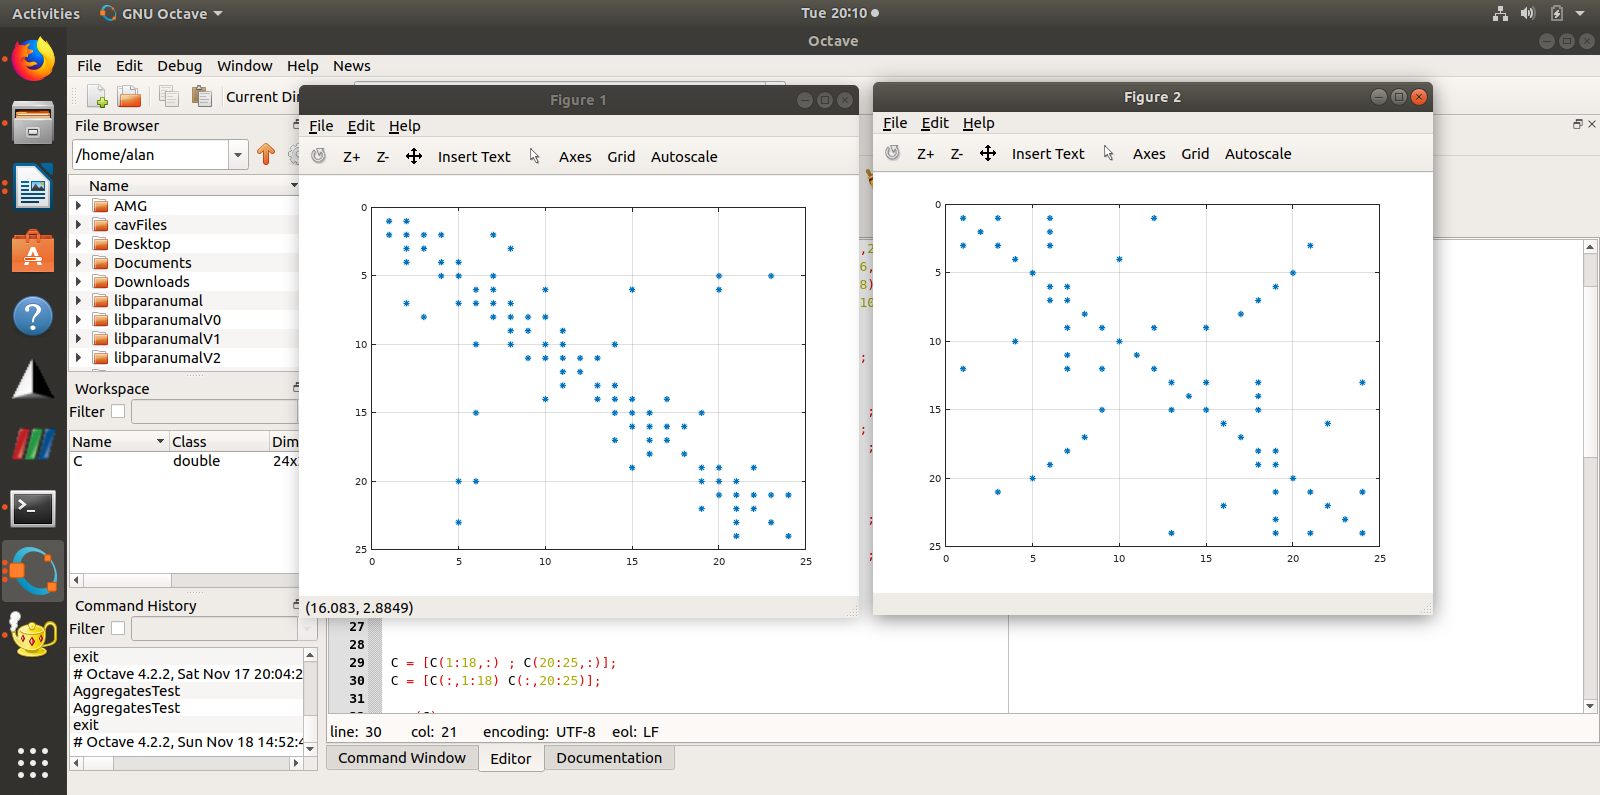 Activities GNU Octave Tue 20:10
Octave
File Edit Debug Window Help News
Current Dir
File Browser
/home/alan
Name
AMG
cavFiles
Desktop
Documents
Downloads
libparanumal
libparanumalV0
libparanumalV1
libparanumalV2
Workspace
Filter
Name Class Dim
C double 24x
Command History
Filter
exit
# Octave 4.2.2, Sat Nov 17 20:04:2
AggregatesTest
AggregatesTest
exit
# Octave 4.2.2, Sun Nov 18 14:52:4
Figure 1
File Edit Help
Z+ Z- Insert Text Axes Grid Autoscale
0
5
10
15
20
25
0 5 10 15 20 25
(16.083, 2.8849)
Figure 2
File Edit Help
Z+ Z- Insert Text Axes Grid Autoscale
0
5
10
15
20
25
0 5 10 15 20 25
,2
6,
8)
10
;
;
;
;
;
;
27
28
29 C = [C(1:18,:) ; C(20:25,:)];
30 C = [C(:,1:18) C(:,20:25)];
31
line: 30 col: 21 encoding: UTF-8 eol: LF
Command Window Editor Documentation